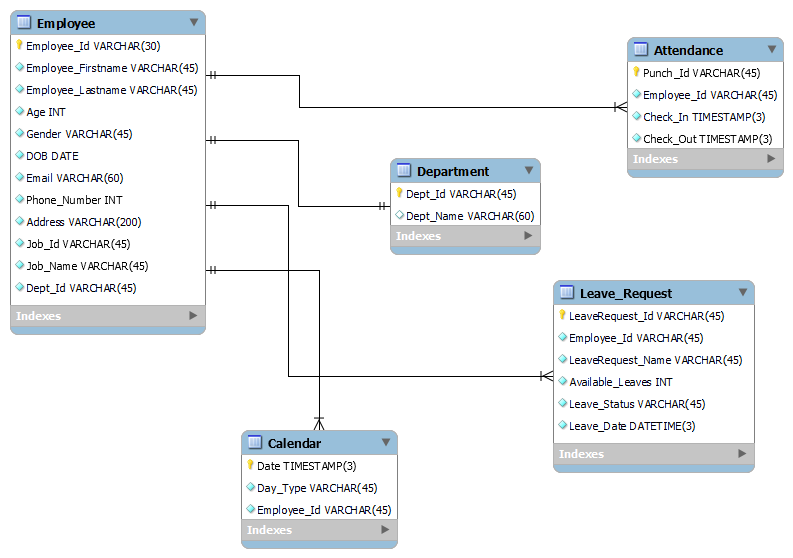 Employee
Employee_Id VARCHAR(30)
Employee_Firstname VARCHAR(45)
Employee_Lastname VARCHAR(45)
Age INT
Gender VARCHAR(45)
DOB DATE
Email VARCHAR(60)
Phone_Number INT
Address VARCHAR(200)
Job_Id VARCHAR(45)
Job_Name VARCHAR(45)
Dept_Id VARCHAR(45)
Indexes
Attendance
Punch_Id VARCHAR(45)
Employee_Id VARCHAR(45)
Check_In TIMESTAMP(3)
Check_Out TIMESTAMP(3)
Indexes
Department
Dept_Id VARCHAR(45)
Dept_Name VARCHAR(60)
Indexes
Leave_Request
LeaveRequest_Id VARCHAR(45)
Employee_Id VARCHAR(45)
LeaveRequest_Name VARCHAR(45)
Available_Leaves INT
Leave_Status VARCHAR(45)
Leave_Date DATETIME(3)
Indexes
Calendar
Date TIMESTAMP(3)
Day_Type VARCHAR(45)
Employee_Id VARCHAR(45)
Indexes